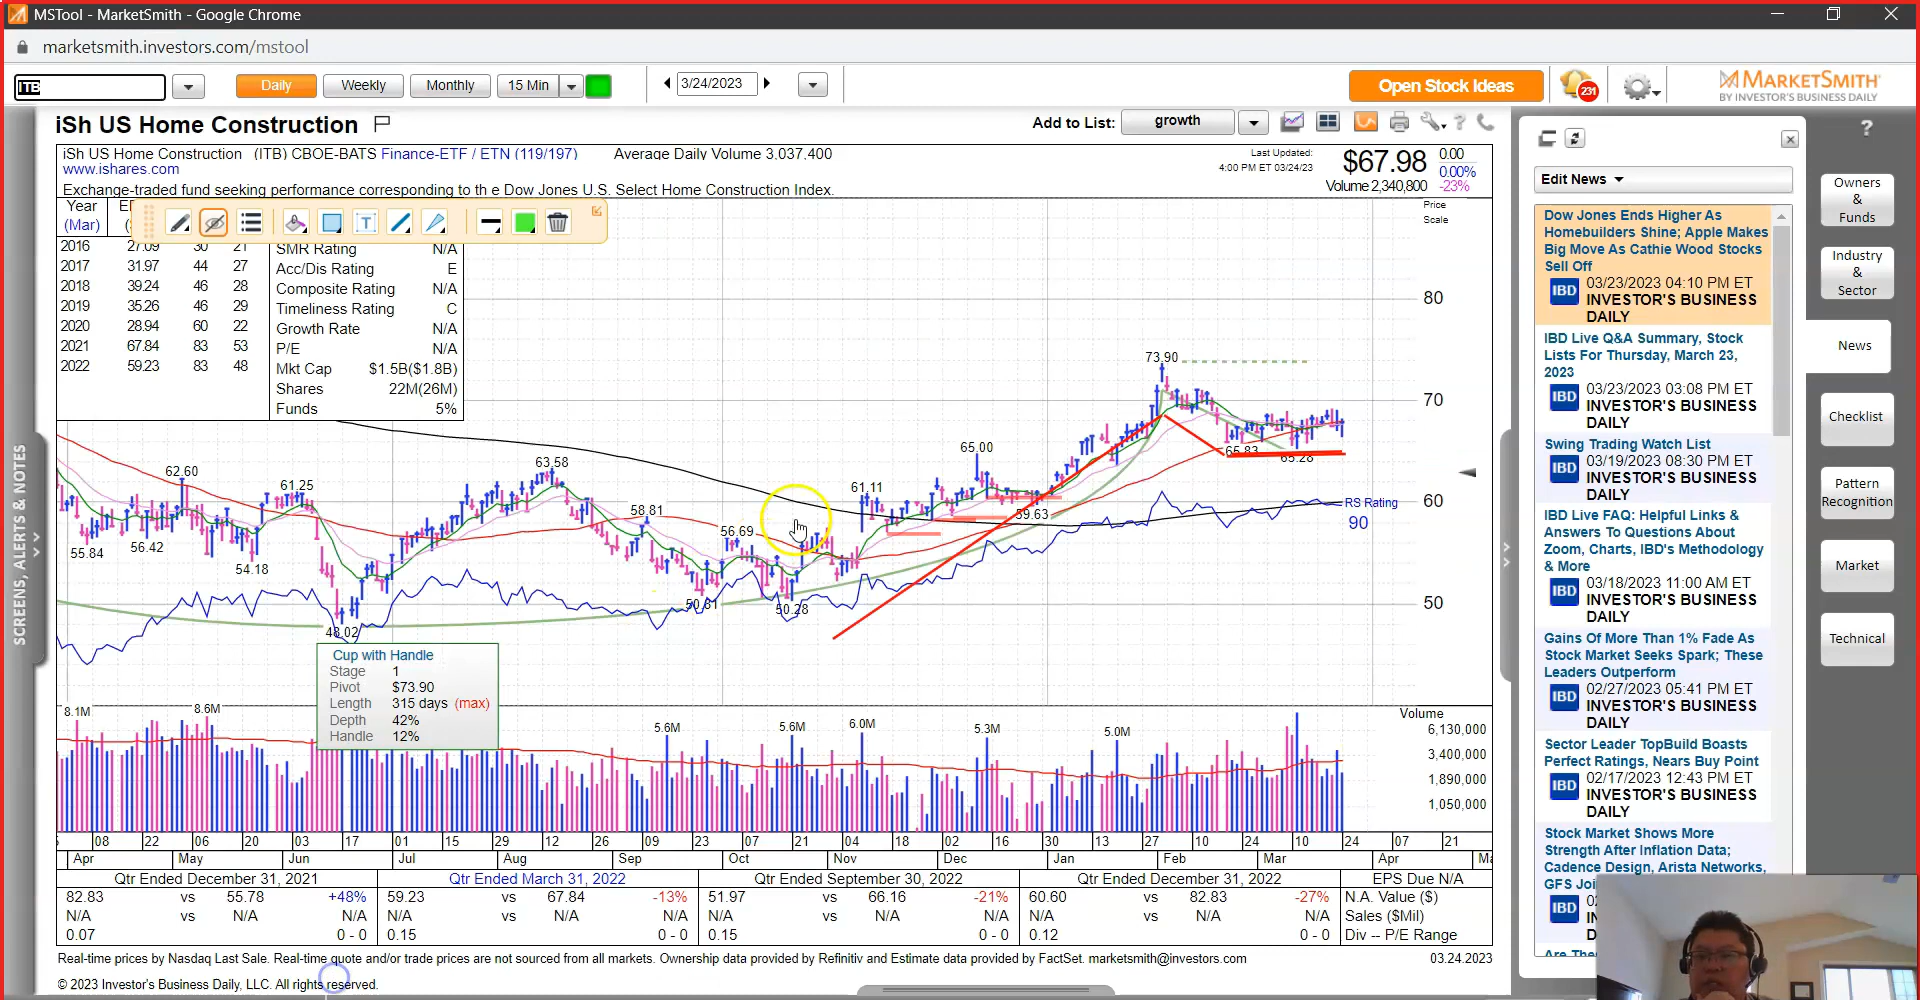 MSTool - MarketSmith - Google Chrome
marketsmith.investors.com/mstool
ITB
Daily
Weekly
Monthly
15 Min
3/24/2023
Open Stock Ideas
231
MARKETSMITH
BY INVESTOR'S BUSINESS DAILY
iSh US Home Construction
Add to List:
growth
iSh US Home Construction (ITB) CBOE-BATS Finance-ETF / ETN (119/197) Average Daily Volume 3,037.400
www.ishares.com
Exchange-traded fund seeking performance corresponding to th e Dow Jones U.S. Select Home Construction Index.
Last Updated:
4:00 PM ET 03/24/23
$67.98
0.00
0.00%
Volume 2,340,800 -23%
Price
Scale
Year
(Mar)
2016 27.09 30 21
2017 31.97 44 27
2018 39.24 46 28
2019 35.26 46 29
2020 28.94 60 22
2021 67.84 83 53
2022 59.23 83 48
SMR Rating N/A
Acc/Dis Rating E
Composite Rating N/A
Timeliness Rating C
Growth Rate N/A
P/E N/A
Mkt Cap $1.5B($1.8B)
Shares 22M(26M)
Funds 5%
80
70
60
50
73.90
62.60
61.25
63.58
65.00
61.11
58.81
56.69
55.84
56.42
54.18
59.63
65.83
65.28
50.81
50.28
48.02
RS Rating
90
Cup with Handle
Stage 1
Pivot $73.90
Length 315 days (max)
Depth 42%
Handle 12%
Volume
6,130,000
3,400,000
1,890,000
1,050,000
8.1M
8.6M
5.6M
5.6M
6.0M
5.3M
5.0M
08 22 06 20 03 17 01 15 29 12 26 09 23 07 21 04 18 02 16 30 13 27 10 24 10 24 07 21
Apr May Jun Jul Aug Sep Oct Nov Dec Jan Feb Mar Apr
Qtr Ended December 31, 2021
82.83 vs 55.78 +48%
N/A vs N/A N/A
0.07 0 - 0
Qtr Ended March 31, 2022
59.23 vs 67.84 -13%
N/A vs N/A N/A
0.15 0 - 0
Qtr Ended September 30, 2022
51.97 vs 66.16 -21%
N/A vs N/A N/A
0.15 0 - 0
Qtr Ended December 31, 2022
60.60 vs 82.83 -27%
N/A vs N/A N/A
0.12 0 - 0
EPS Due N/A
N.A. Value ($)
Sales ($Mil)
Div -- P/E Range
Real-time prices by Nasdaq Last Sale. Real-time quote and/or trade prices are not sourced from all markets. Ownership data provided by Refinitiv and Estimate data provided by FactSet. marketsmith@investors.com
03.24.2023
© 2023 Investor's Business Daily, LLC. All rights reserved.
SCREENS, ALERTS & NOTES
Edit News
Dow Jones Ends Higher As
Homebuilders Shine; Apple Makes
Big Move As Cathie Wood Stocks
Sell Off
IBD
03/23/2023 04:10 PM ET
INVESTOR'S BUSINESS
DAILY
IBD Live Q&A Summary, Stock
Lists For Thursday, March 23,
2023
IBD
03/23/2023 03:08 PM ET
INVESTOR'S BUSINESS
DAILY
Swing Trading Watch List
IBD
03/19/2023 08:30 PM ET
INVESTOR'S BUSINESS
DAILY
IBD Live FAQ: Helpful Links &
Answers To Questions About
Zoom, Charts, IBD's Methodology
& More
IBD
03/18/2023 11:00 AM ET
INVESTOR'S BUSINESS
DAILY
Gains Of More Than 1% Fade As
Stock Market Seeks Spark; These
Leaders Outperform
IBD
02/27/2023 05:41 PM ET
INVESTOR'S BUSINESS
DAILY
Sector Leader TopBuild Boasts
Perfect Ratings, Nears Buy Point
IBD
02/17/2023 12:43 PM ET
INVESTOR'S BUSINESS
DAILY
Stock Market Shows More
Strength After Inflation Data;
Cadence Design, Arista Networks,
IBD
Owners
&
Funds
Industry
&
Sector
News
Checklist
Pattern
Recognition
Market
Technical